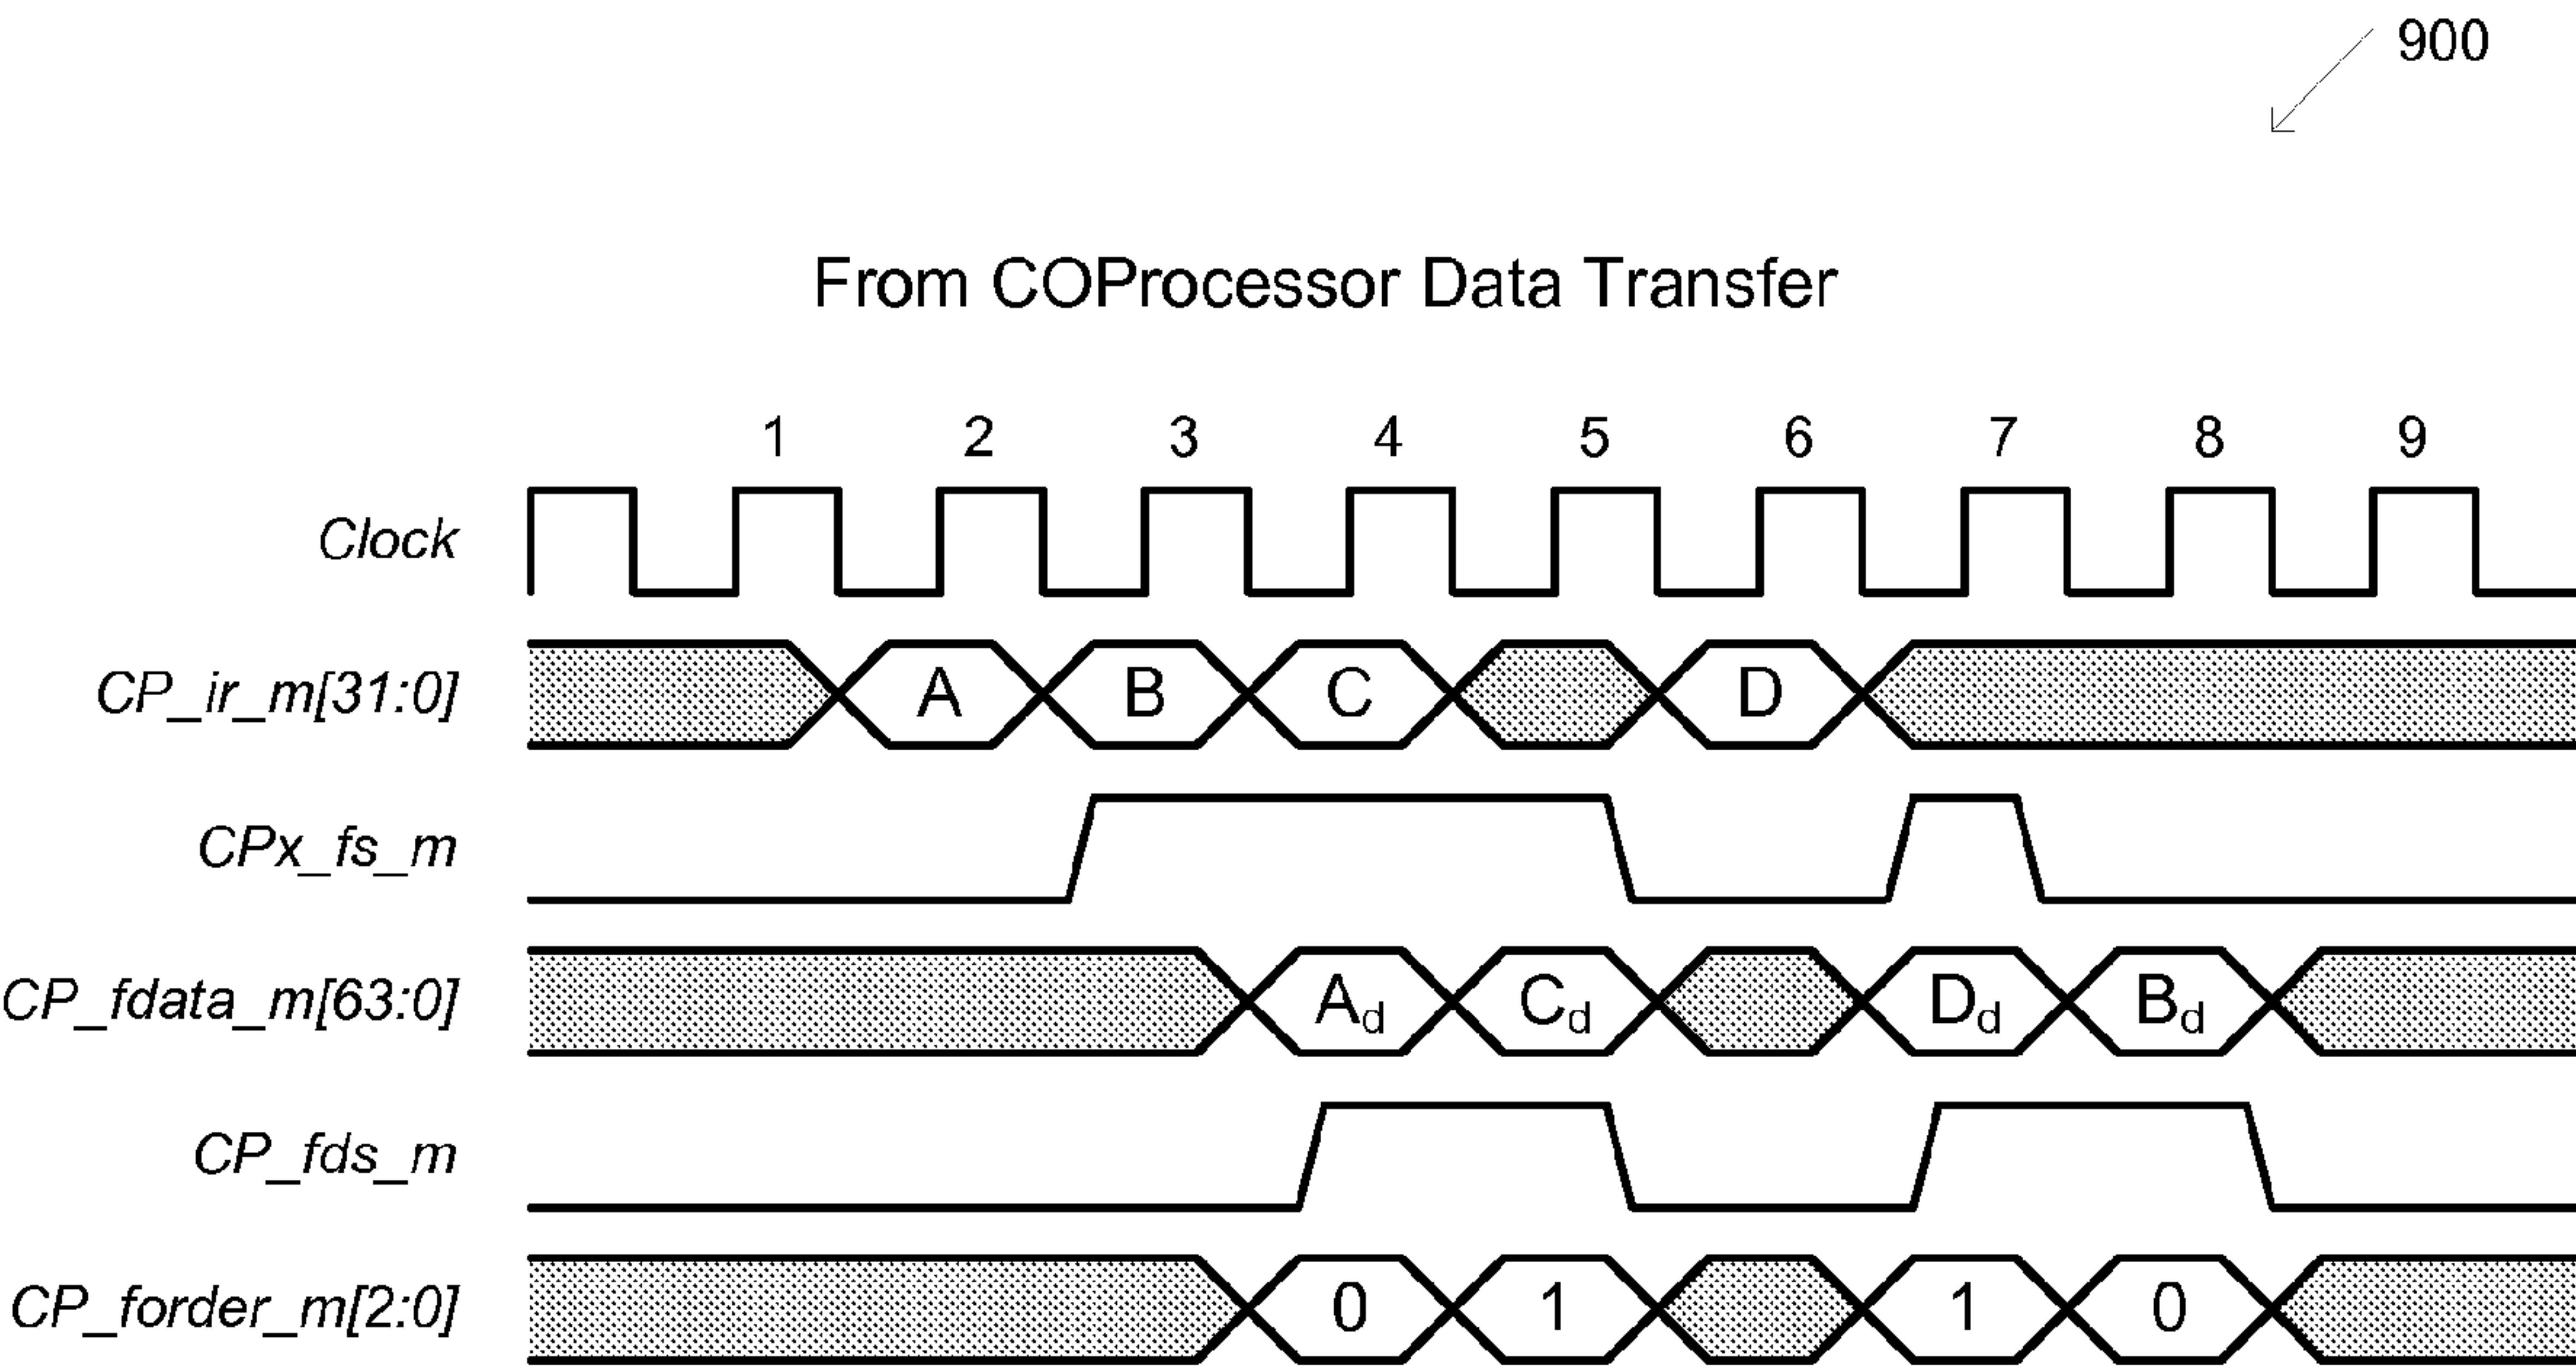 900
From COProcessor Data Transfer
1 2 3 4 5 6 7 8 9
Clock
CP_ir_m[31:0] A B C D
CPx_fs_m
CP_fdata_m[63:0] Ad Cd Dd Bd
CP_fds_m
CP_forder_m[2:0] 0 1 1 0